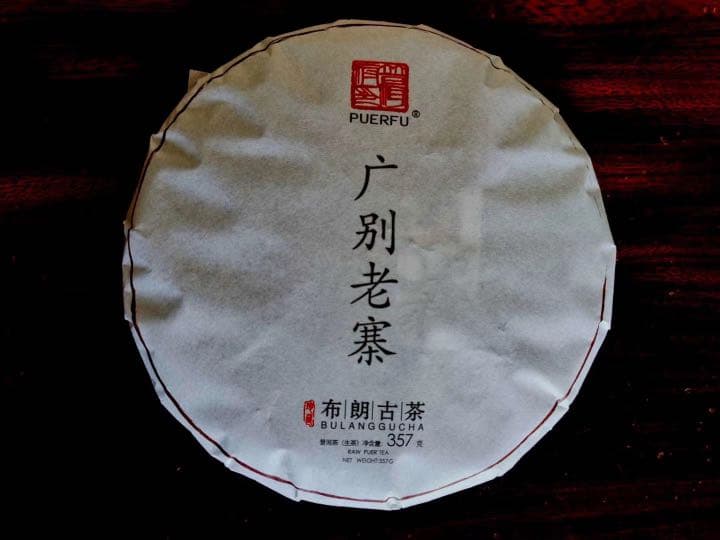 PUERFU®
广别老寨
布|朗|古|茶
BULANGGUCHA
普洱茶（生茶）净含量：357克
RAW PUER TEA
NET WEIGHT:357G